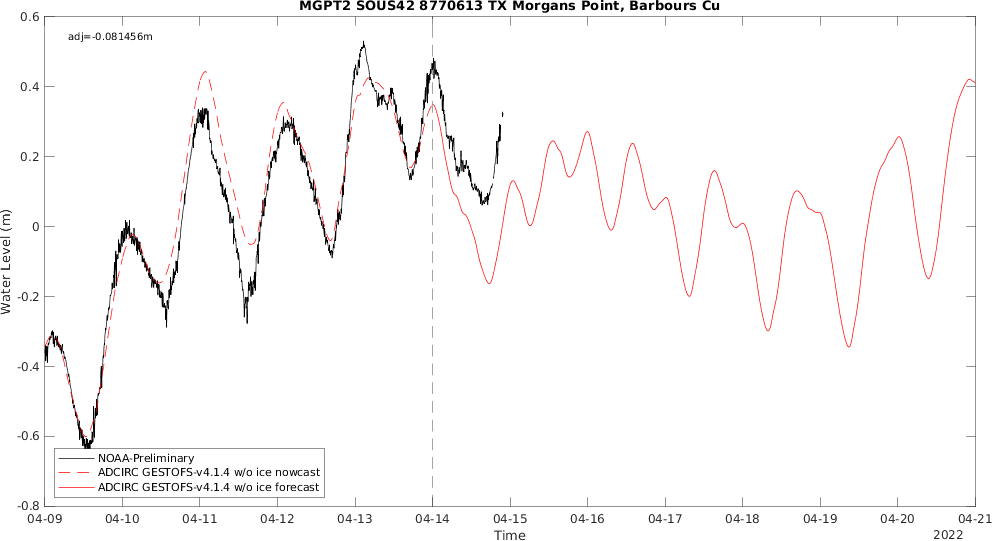 MGPT2 SOUS42 8770613 TX Morgans Point, Barbours Cu
adj=-0.081456m
0.6
0.4
0.2
0
-0.2
-0.4
-0.6
-0.8
Water Level (m)
NOAA-Preliminary
ADCIRC GESTOFS-v4.1.4 w/o ice nowcast
ADCIRC GESTOFS-v4.1.4 w/o ice forecast
04-09 04-10 04-11 04-12 04-13 04-14 04-15 04-16 04-17 04-18 04-19 04-20 04-21
Time
2022